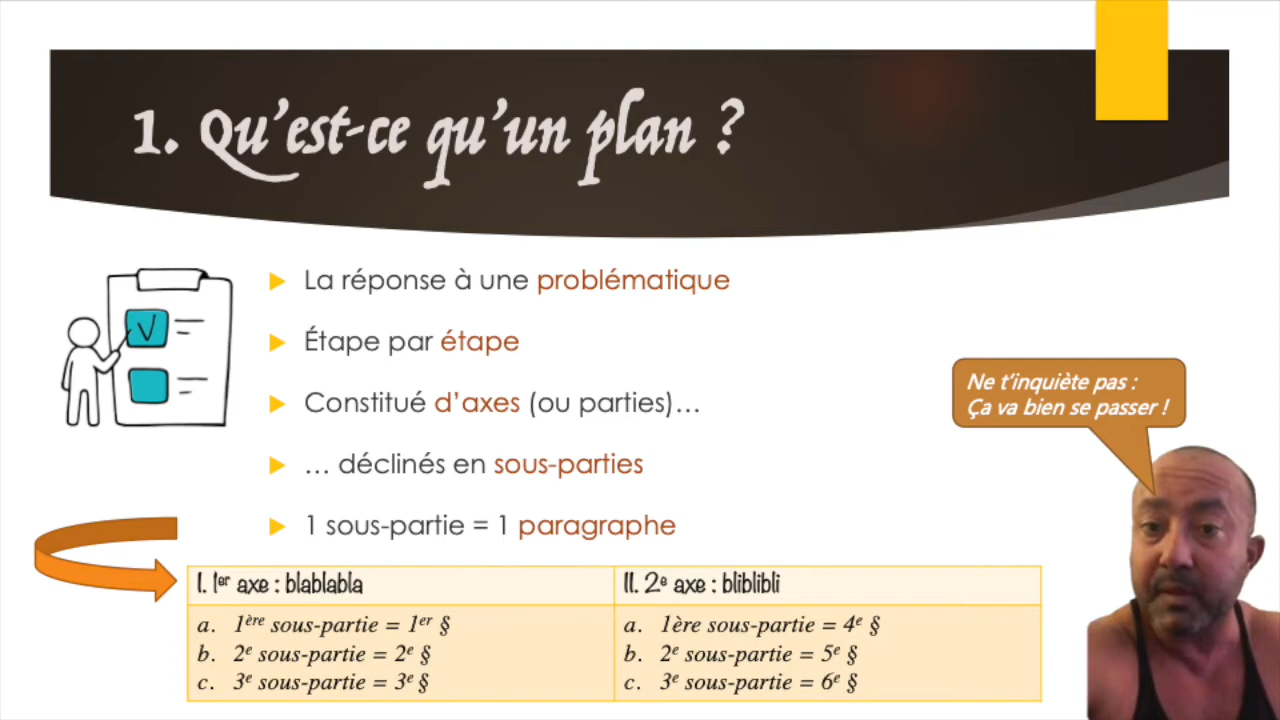 1. Qu'est-ce qu'un plan ?
La réponse à une problématique
Étape par étape
Constitué d'axes (ou parties)…
… déclinés en sous-parties
1 sous-partie = 1 paragraphe
Ne t'inquiète pas :
Ça va bien se passer !
I. 1er axe : blablabla
a. 1ère sous-partie = 1er §
b. 2e sous-partie = 2e §
c. 3e sous-partie = 3e §
II. 2e axe : bliblibli
a. 1ère sous-partie = 4e §
b. 2e sous-partie = 5e §
c. 3e sous-partie = 6e §